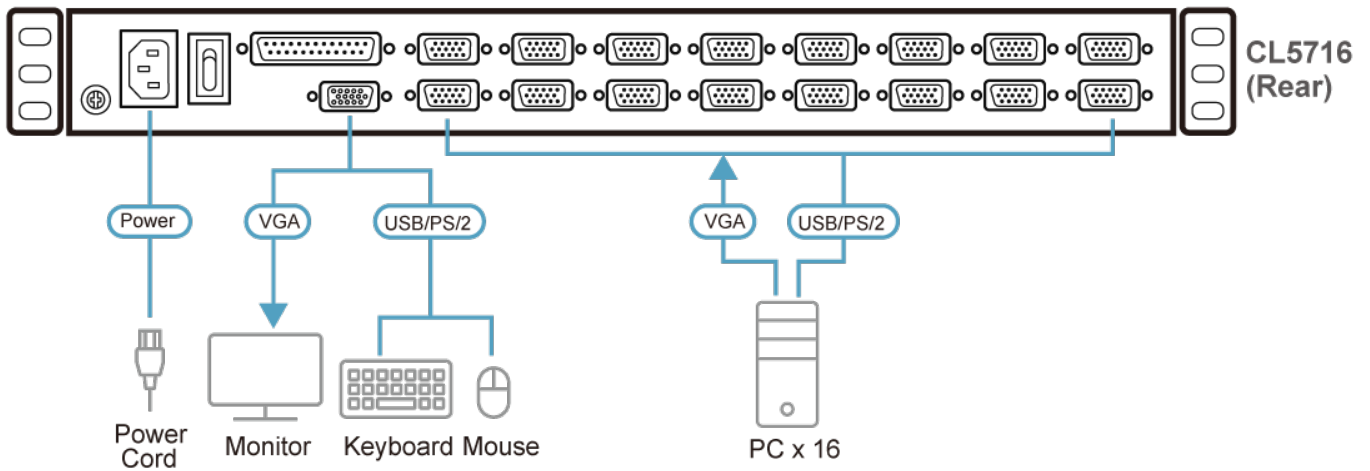 CL5716
(Rear)
Power
VGA
USB/PS/2
VGA
USB/PS/2
Power
Cord
Monitor
Keyboard
Mouse
PC x 16